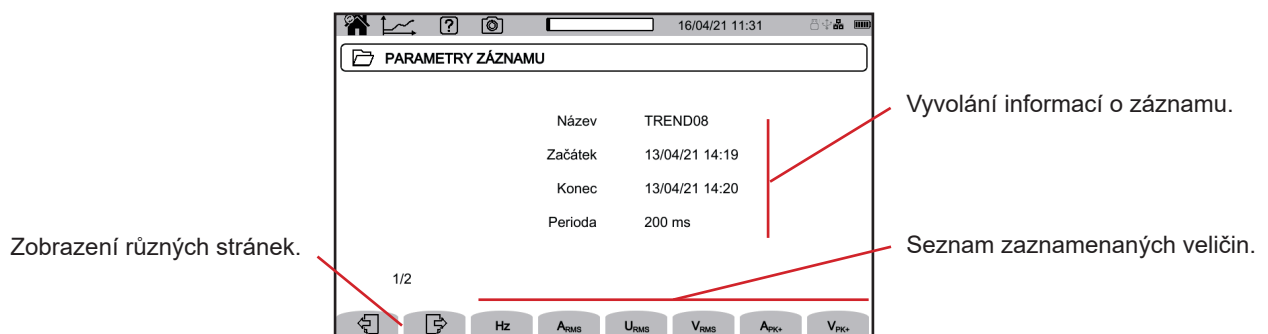 16/04/21 11:31
PARAMETRY ZÁZNAMU
Vyvolání informací o záznamu.
Název TREND08
Začátek 13/04/21 14:19
Konec 13/04/21 14:20
Perioda 200 ms
Zobrazení různých stránek.
Seznam zaznamenaných veličin.
1/2
Hz ARMS URMS VRMS APK+ VPK+